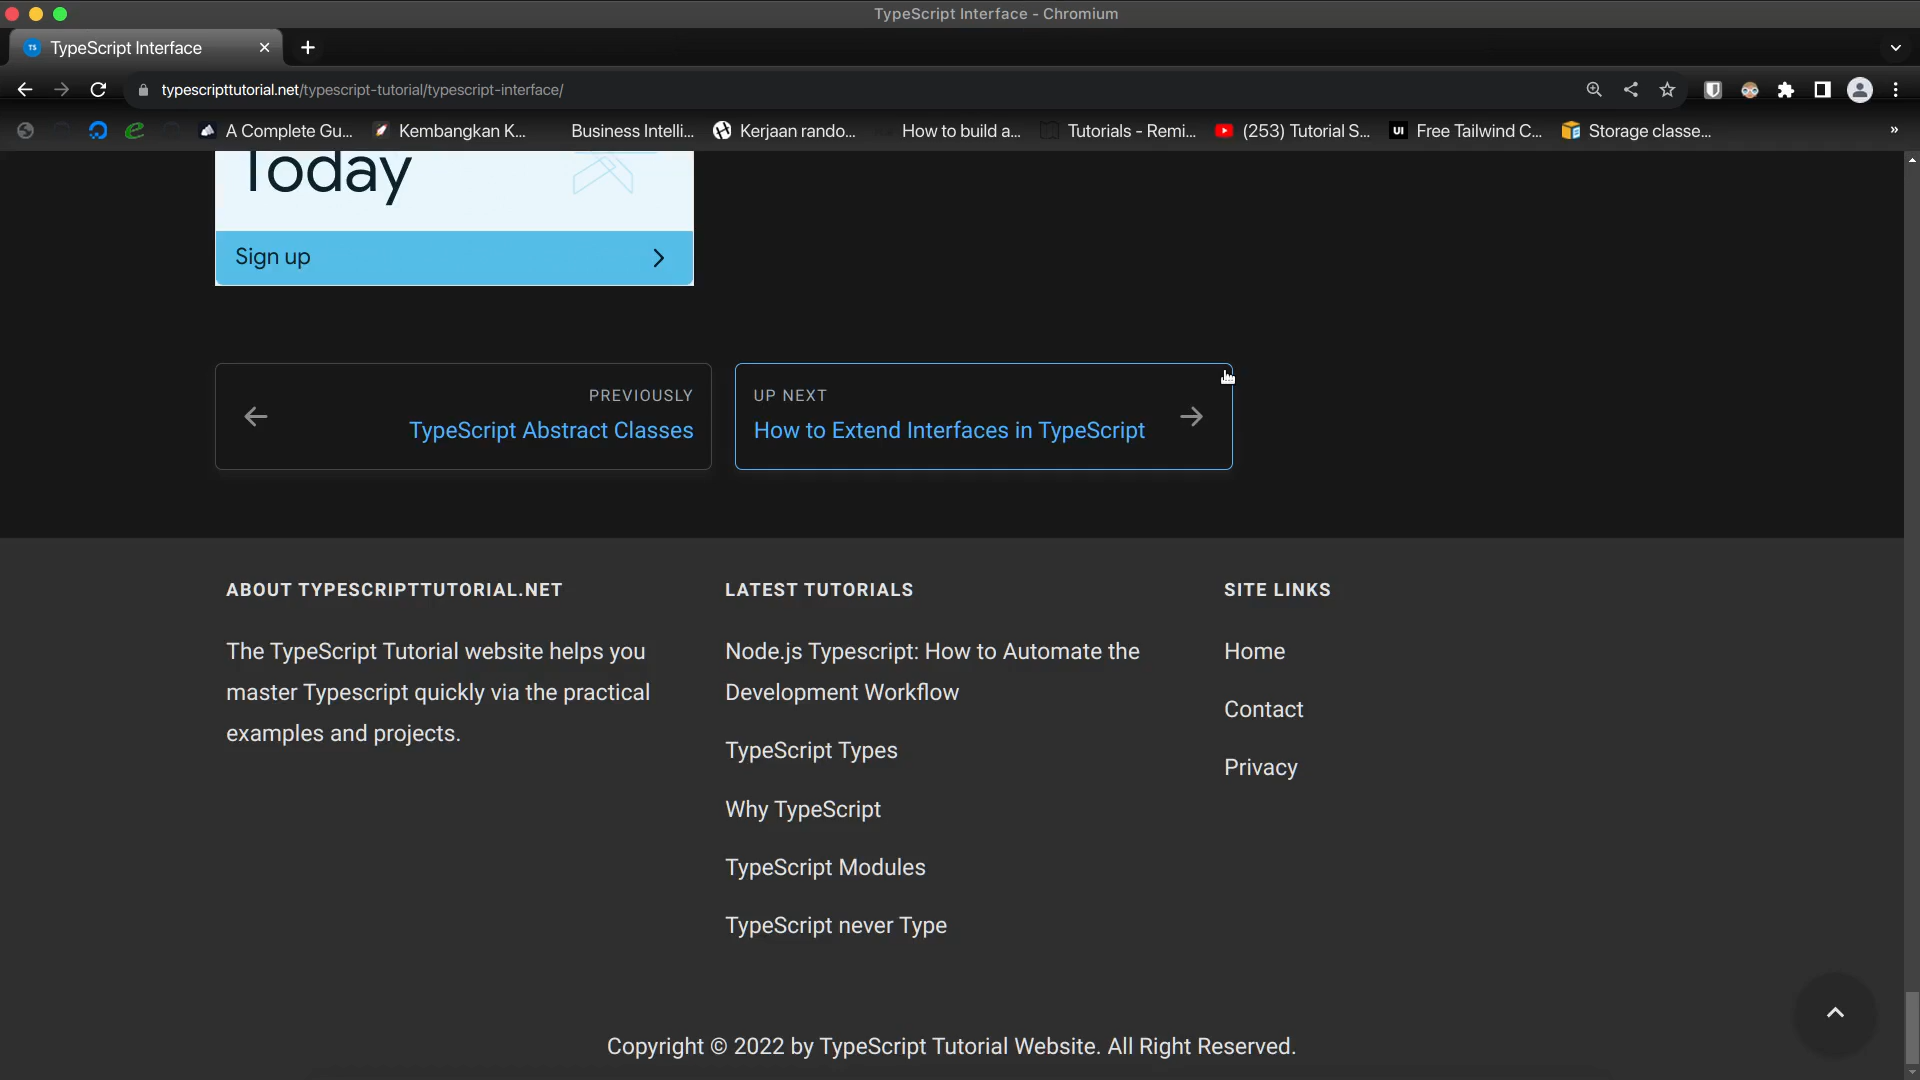 TypeScript Interface - Chromium
TS TypeScript Interface
typescripttutorial.net/typescript-tutorial/typescript-interface/
A Complete Gu... Kembangkan K... Business Intelli... Kerjaan rando... How to build a... Tutorials - Remi... (253) Tutorial S... UI Free Tailwind C... Storage classe... »
Today
Sign up
PREVIOUSLY
TypeScript Abstract Classes
UP NEXT
How to Extend Interfaces in TypeScript
ABOUT TYPESCRIPTTUTORIAL.NET
The TypeScript Tutorial website helps you
master Typescript quickly via the practical
examples and projects.
LATEST TUTORIALS
Node.js Typescript: How to Automate the
Development Workflow
TypeScript Types
Why TypeScript
TypeScript Modules
TypeScript never Type
SITE LINKS
Home
Contact
Privacy
Copyright © 2022 by TypeScript Tutorial Website. All Right Reserved.